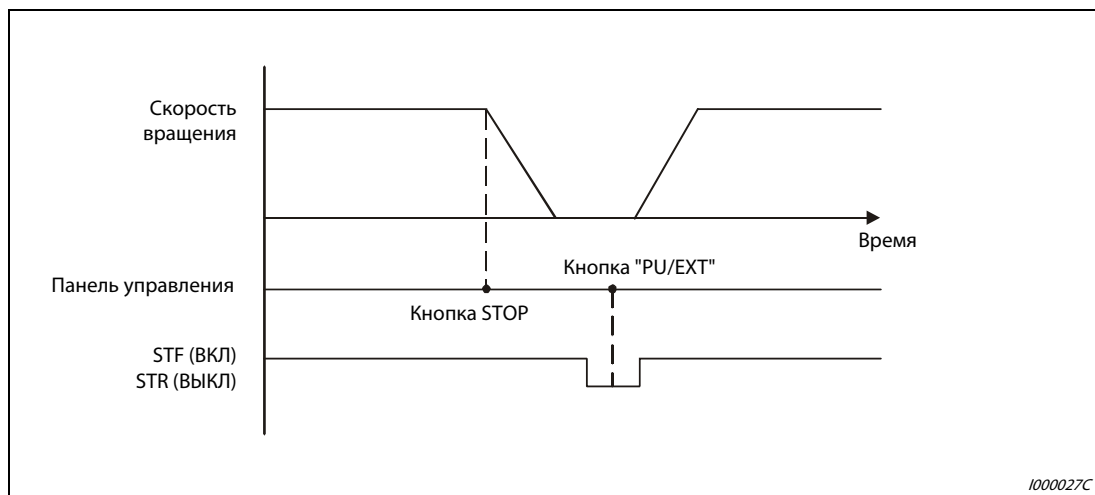 Скорость
вращения
Время
Кнопка "PU/EXT"
Панель управления
Кнопка STOP
STF (ВКЛ)
STR (ВЫКЛ)
I000027C